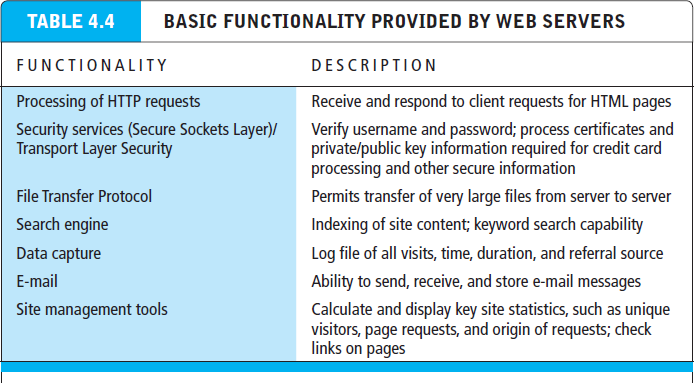 TABLE 4.4 BASIC FUNCTIONALITY PROVIDED BY WEB SERVERS
FUNCTIONALITY DESCRIPTION
Processing of HTTP requests Receive and respond to client requests for HTML pages
Security services (Secure Sockets Layer)/ Verify username and password; process certificates and
Transport Layer Security private/public key information required for credit card
processing and other secure information
File Transfer Protocol Permits transfer of very large files from server to server
Search engine Indexing of site content; keyword search capability
Data capture Log file of all visits, time, duration, and referral source
E-mail Ability to send, receive, and store e-mail messages
Site management tools Calculate and display key site statistics, such as unique
visitors, page requests, and origin of requests; check
links on pages